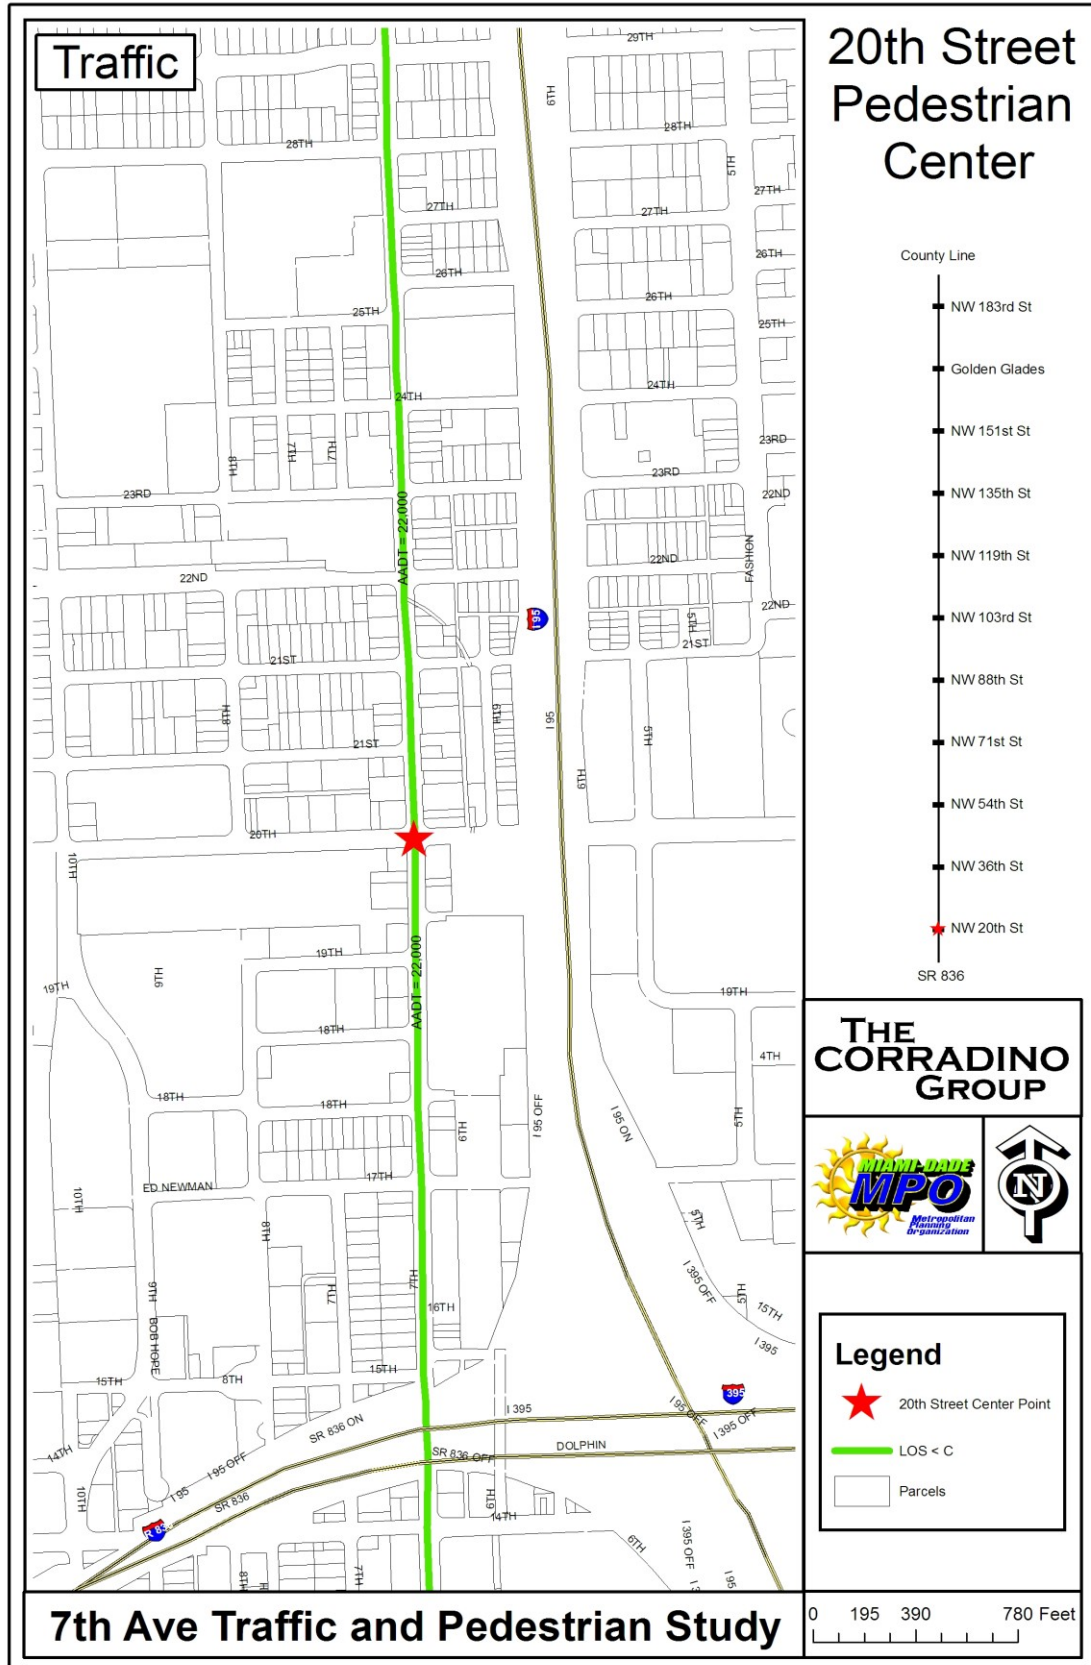 Traffic
20th Street
Pedestrian
Center
29TH
6TH
28TH
28TH
5TH
27TH
27TH
27TH
26TH
26TH
26TH
25TH
25TH
24TH
24TH
8TH
7TH
7TH
23RD
23RD
23RD
22ND
AADT = 22,000
22ND
22ND
FASHION
22ND
I 95
5TH
21ST
21ST
8TH
6TH
I 95
5TH
21ST
6TH
20TH
10TH
19TH
9TH
19TH
AADT = 22,000
19TH
18TH
4TH
18TH
18TH
I 95 OFF
I 95 ON
5TH
6TH
17TH
ED NEWMAN
10TH
8TH
5TH
I 395 OFF
7TH
9TH
7TH
5TH
16TH
15TH
BOB HOPE
I 395
15TH
8TH
15TH
395
I 395
I 95 OFF
I 395 OFF
SR 836 ON
DOLPHIN
14TH
SR 836 OFF
I 95 OFF
I 95
SR 836
10TH
6TH
14TH
6TH
I 395 OFF
7TH
8TH
I 95
County Line
NW 183rd St
Golden Glades
NW 151st St
NW 135th St
NW 119th St
NW 103rd St
NW 88th St
NW 71st St
NW 54th St
NW 36th St
NW 20th St
SR 836
THE
CORRADINO
GROUP
MIAMI-DADE
MPO
Metropolitan
Planning
Organization
N
Legend
20th Street Center Point
LOS < C
Parcels
7th Ave Traffic and Pedestrian Study
0 195 390 780 Feet